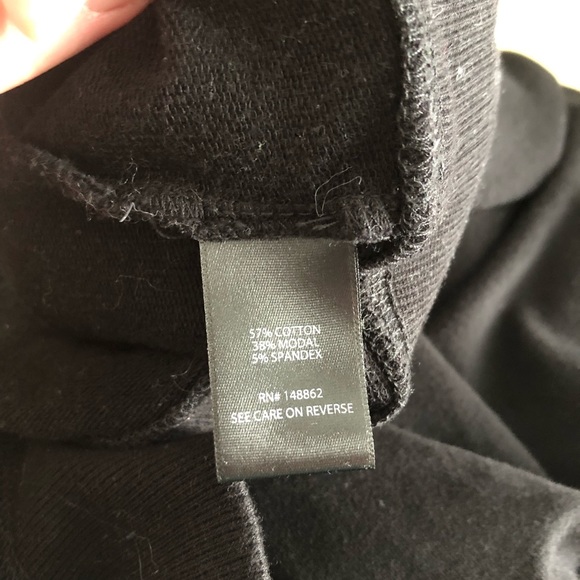 57% COTTON
38% MODAL
5% SPANDEX
RN# 148862
SEE CARE ON REVERSE